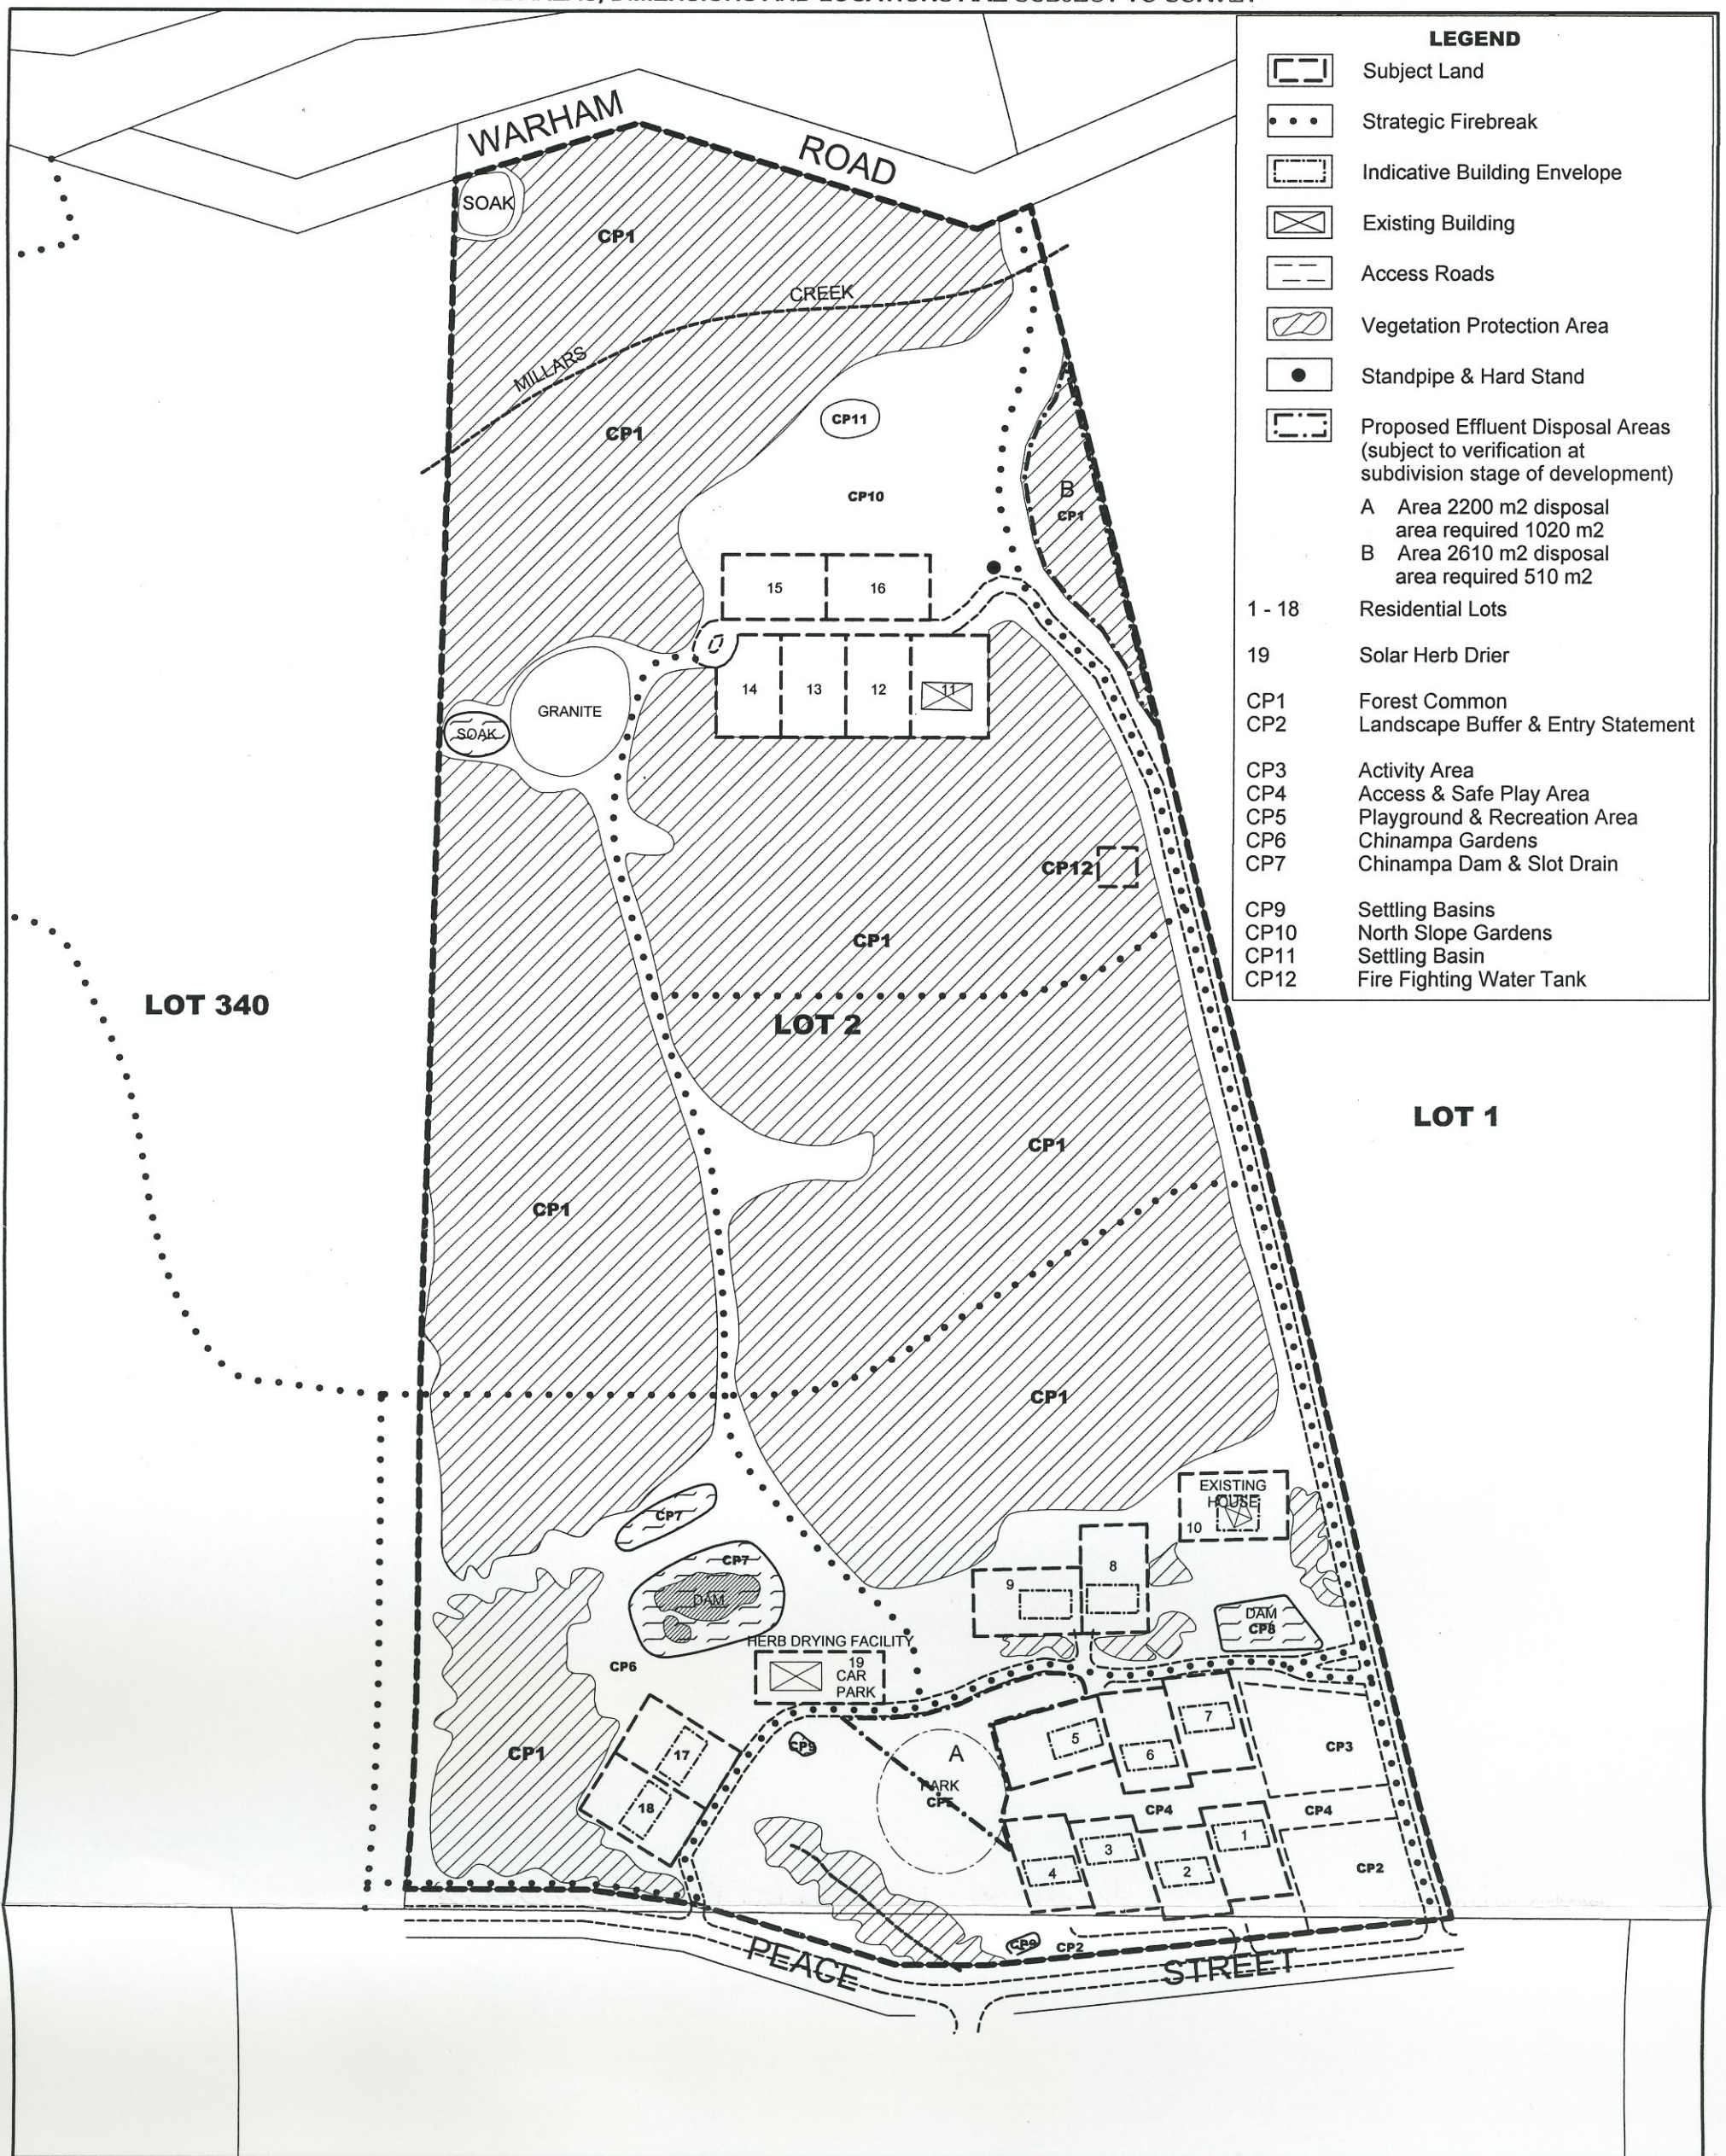 LEGEND
Subject Land
Strategic Firebreak
Indicative Building Envelope
Existing Building
Access Roads
Vegetation Protection Area
Standpipe & Hard Stand
Proposed Effluent Disposal Areas
(subject to verification at
subdivision stage of development)
A Area 2200 m2 disposal
area required 1020 m2
B Area 2610 m2 disposal
area required 510 m2
1 - 18 Residential Lots
19 Solar Herb Drier
CP1 Forest Common
CP2 Landscape Buffer & Entry Statement
CP3 Activity Area
CP4 Access & Safe Play Area
CP5 Playground & Recreation Area
CP6 Chinampa Gardens
CP7 Chinampa Dam & Slot Drain
CP9 Settling Basins
CP10 North Slope Gardens
CP11 Settling Basin
CP12 Fire Fighting Water Tank
WARHAM ROAD
SOAK
CP1
MILLARS CREEK
CP1
CP11
CP10
B
CP1
15 16
14 13 12 11
GRANITE
SOAK
CP12
CP1
LOT 340
LOT 2
LOT 1
CP1
CP1
CP1
EXISTING
HOUSE
10
CP7
CP7
DAM
8
9
DAM
CP8
HERB DRYING FACILITY
19
CAR
PARK
CP6
17
18
CP1
CP9
A
PARK
CP5
5
6
7
CP3
CP4
CP4
4
3
2
1
CP2
CP9
CP2
PEACE STREET